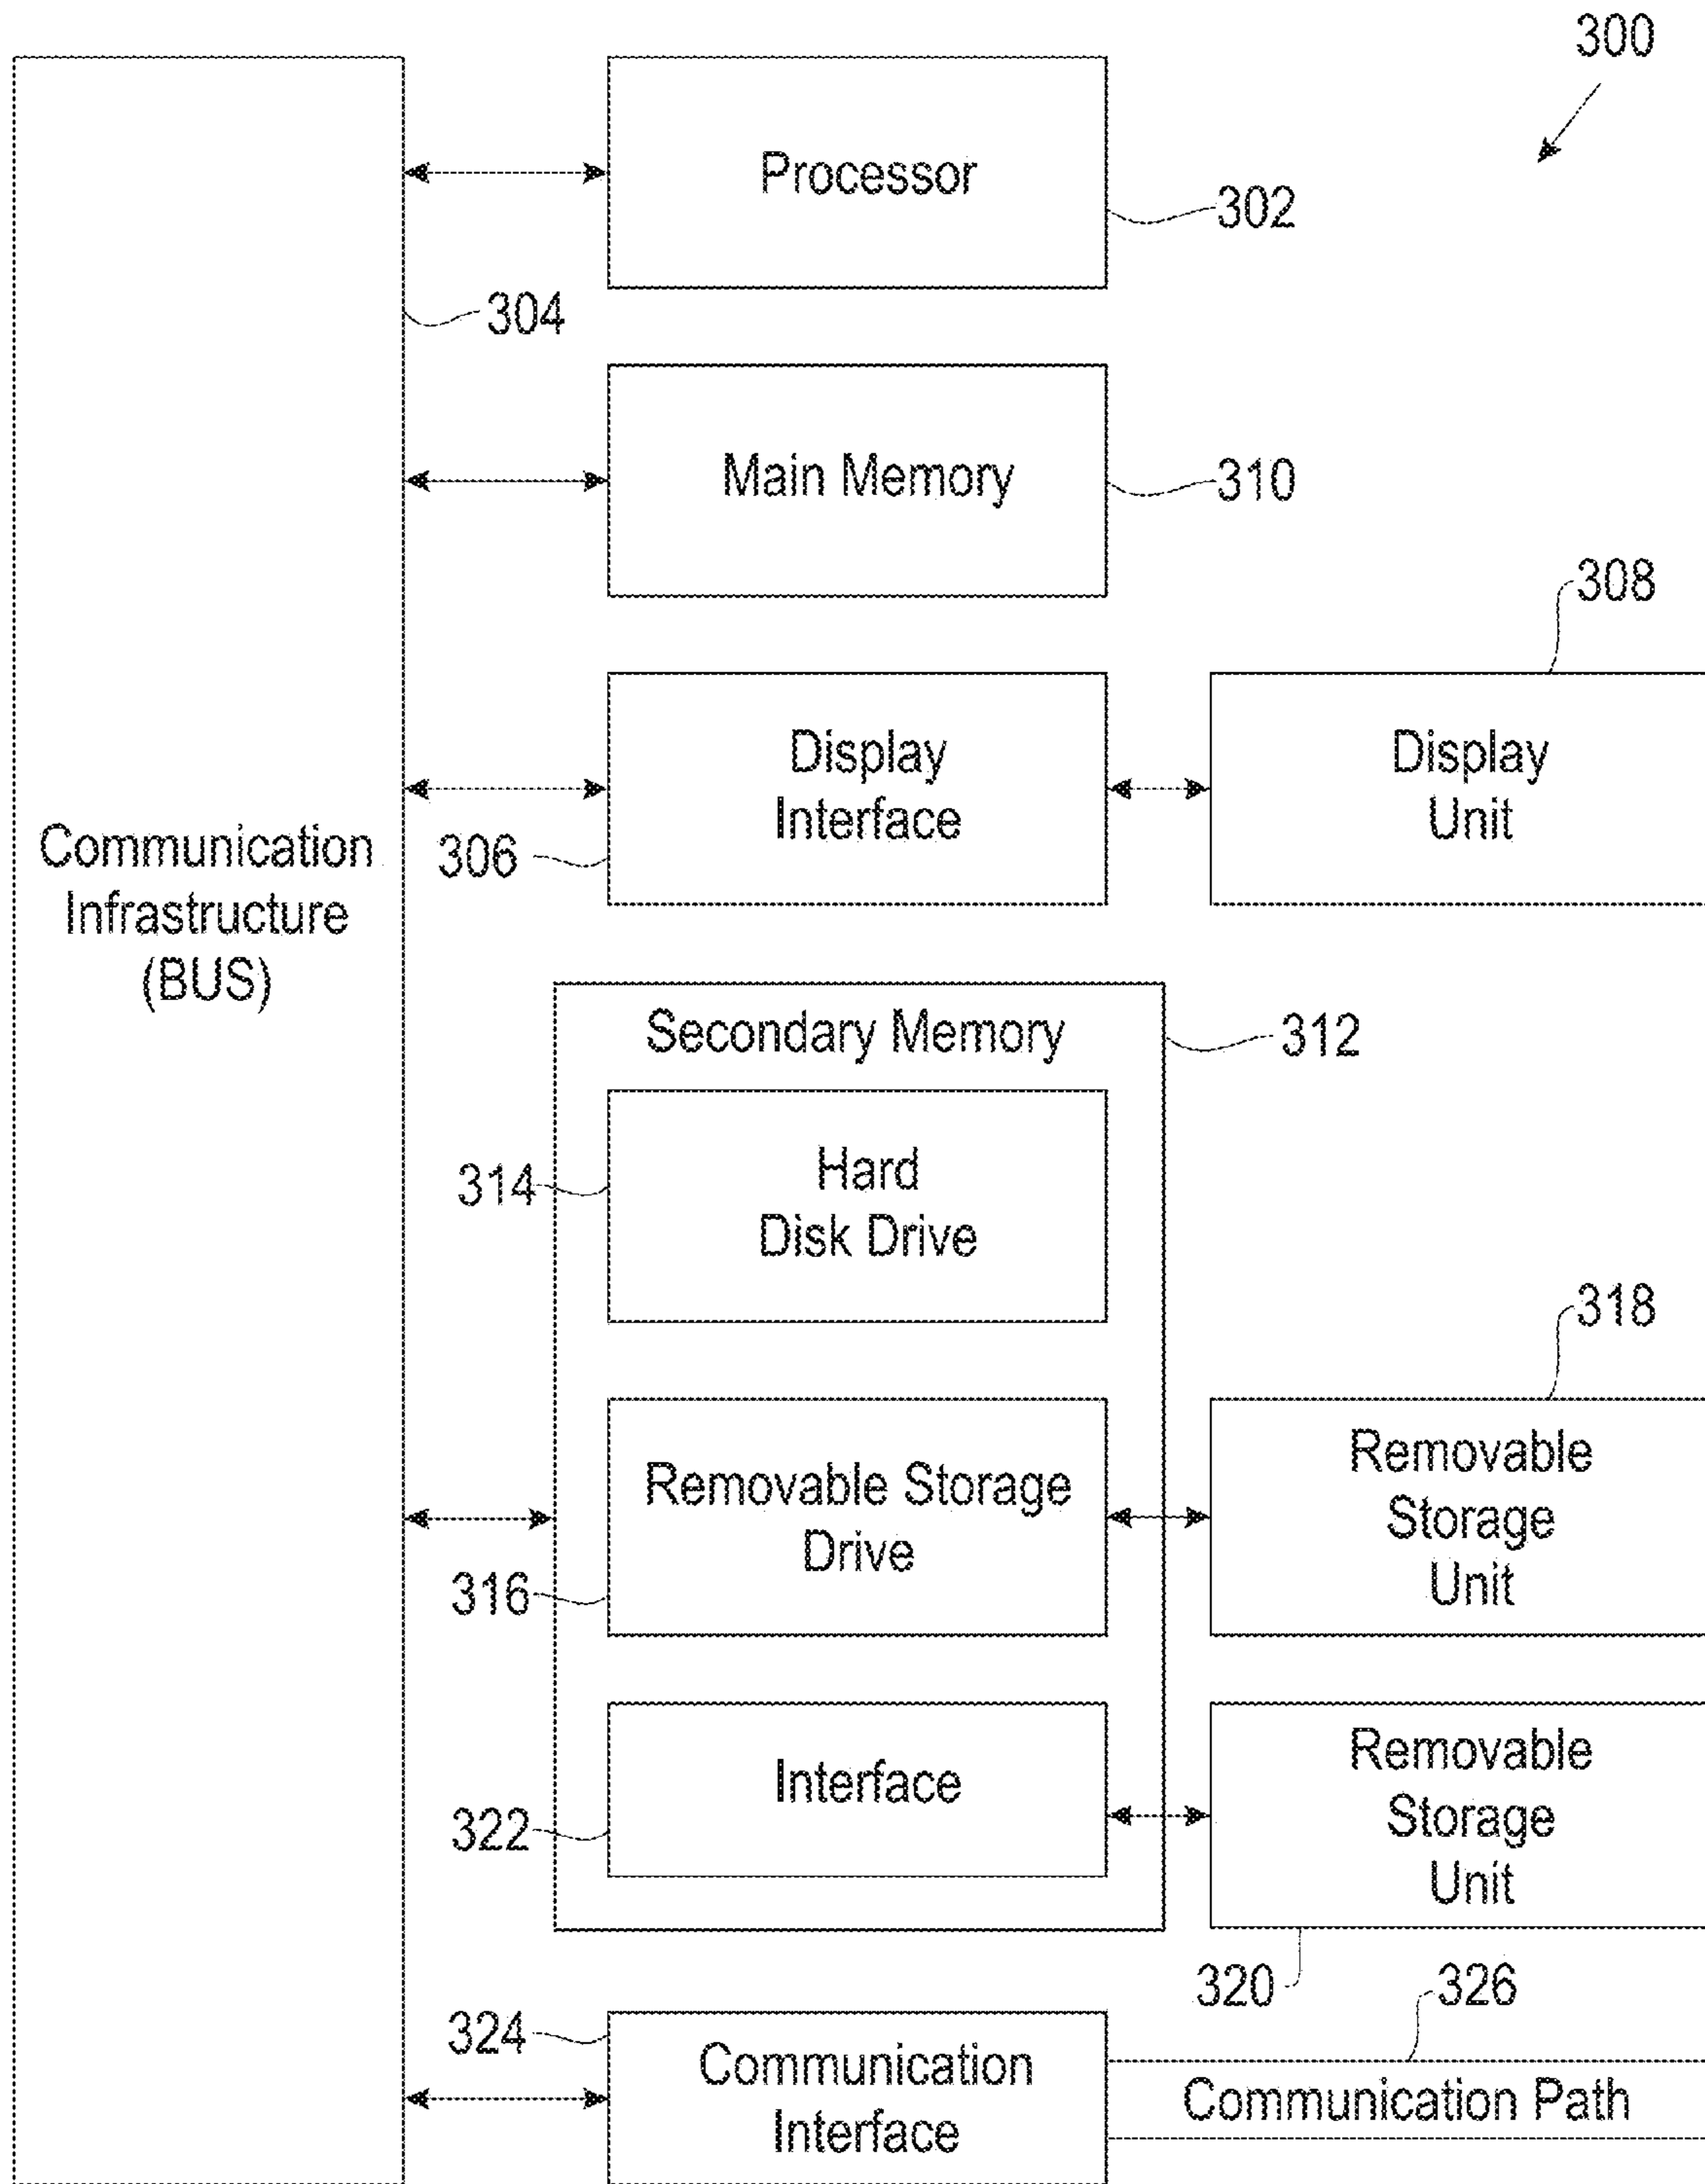 300
Processor
302
304
Main Memory
310
308
Display
Interface
306
Display
Unit
Communication
Infrastructure
(BUS)
Secondary Memory
312
Hard
Disk Drive
314
318
Removable Storage
Drive
316
Removable
Storage
Unit
Interface
322
Removable
Storage
Unit
320
326
324
Communication
Interface
Communication Path